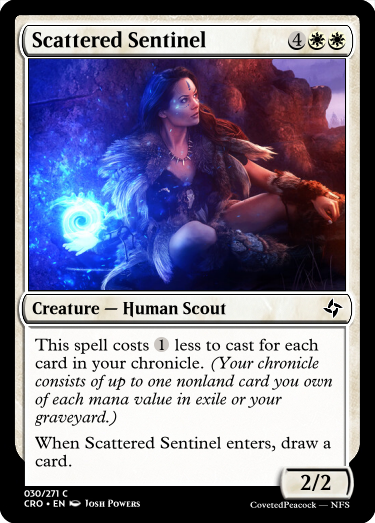 Scattered Sentinel 4
Creature — Human Scout
This spell costs 1 less to cast for each
card in your chronicle. (Your chronicle
consists of up to one nonland card you own
of each mana value in exile or your
graveyard.)
When Scattered Sentinel enters, draw a
card.
2/2
030/271 C
CRO • EN Josh Powers
CovetedPeacock — NFS